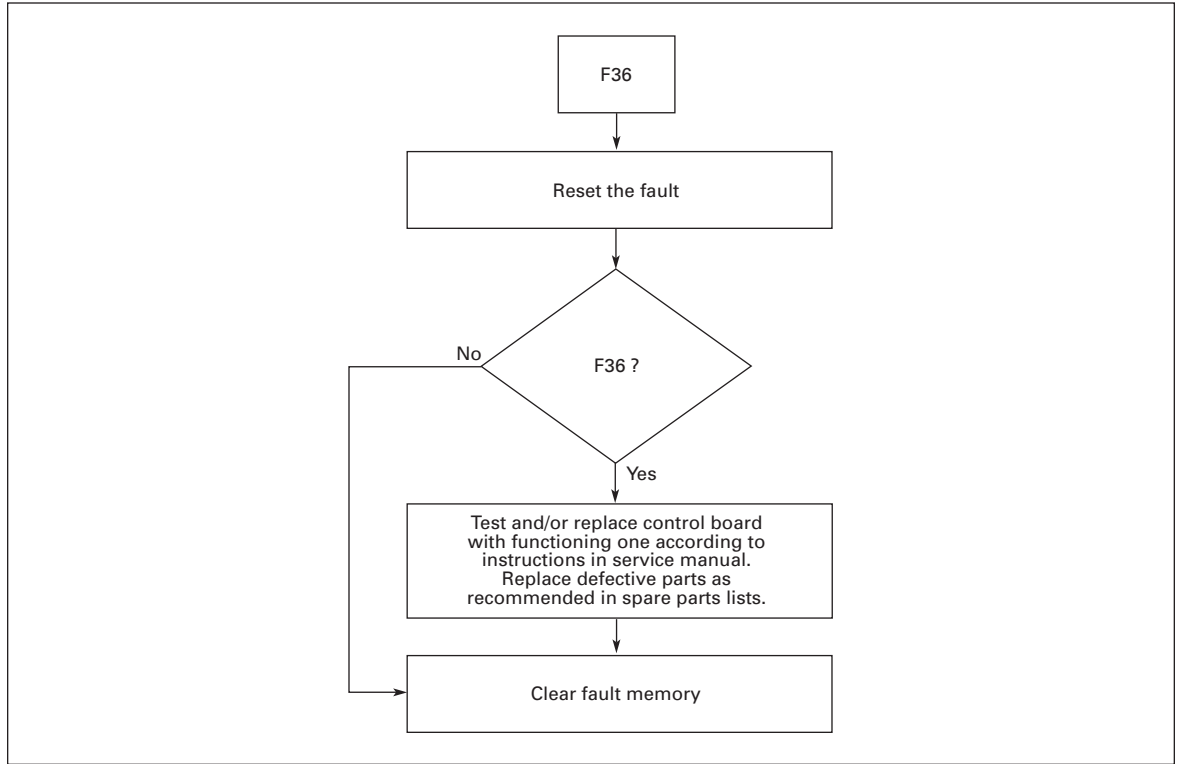 F36
Reset the fault
No
F36 ?
Yes
Test and/or replace control board
with functioning one according to
instructions in service manual.
Replace defective parts as
recommended in spare parts lists.
Clear fault memory